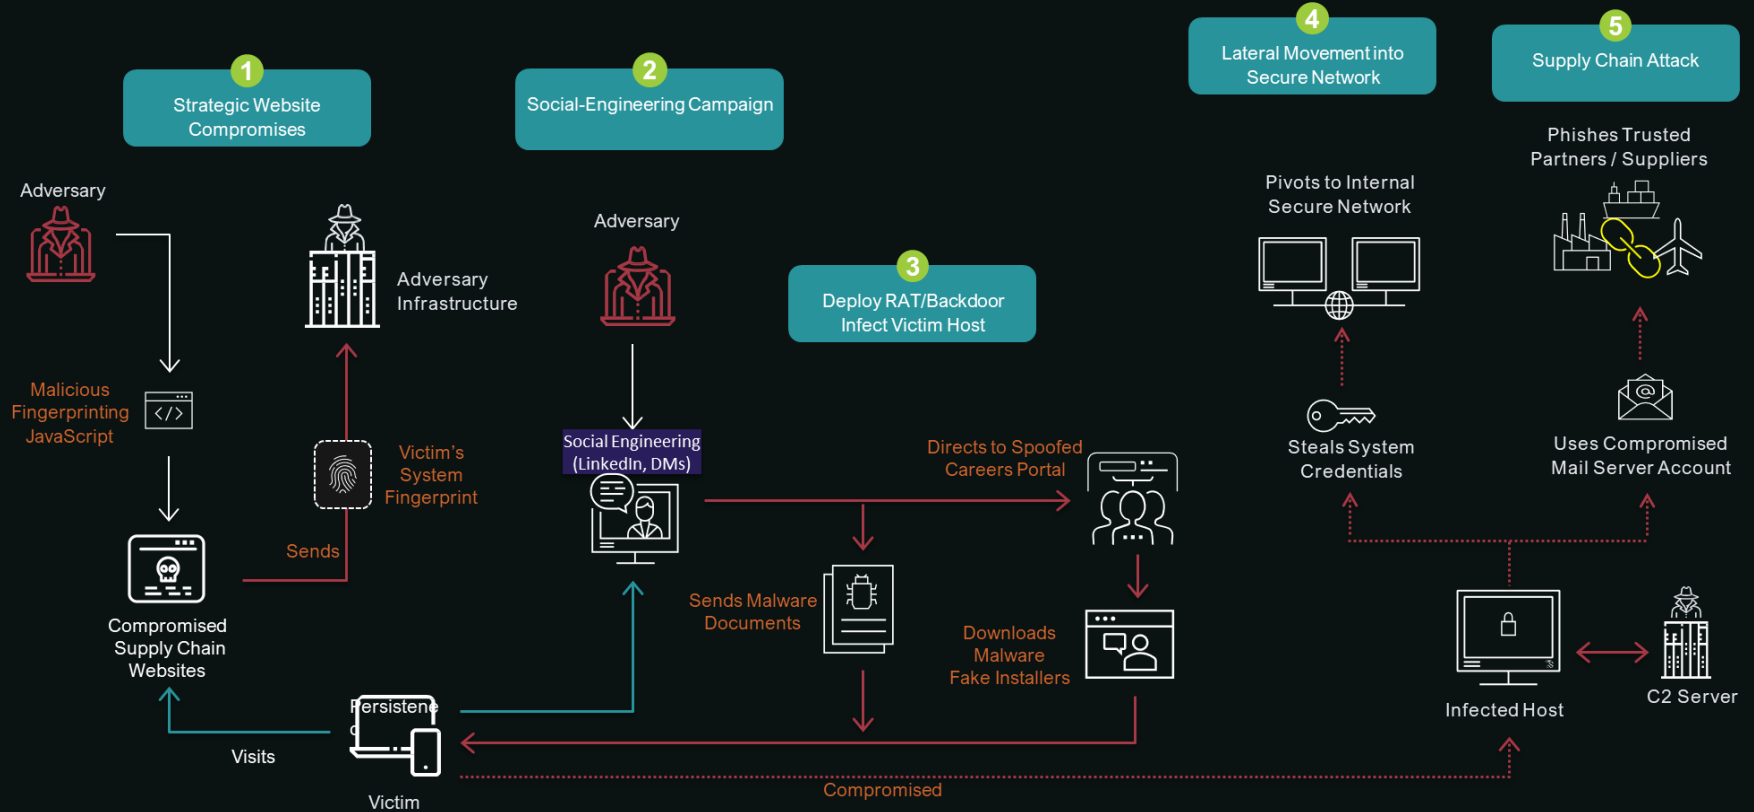 1
Strategic Website
Compromises
2
Social-Engineering Campaign
3
Deploy RAT/Backdoor
Infect Victim Host
4
Lateral Movement into
Secure Network
5
Supply Chain Attack
Adversary
Malicious
Fingerprinting
JavaScript
</>
Compromised
Supply Chain
Websites
Visits
Sends
Victim's
System
Fingerprint
Adversary
Infrastructure
Adversary
Social Engineering
(LinkedIn, DMs)
Directs to Spoofed
Careers Portal
Sends Malware
Documents
Downloads
Malware
Fake Installers
Persistene
Victim
Compromised
Pivots to Internal
Secure Network
Steals System
Credentials
Phishes Trusted
Partners / Suppliers
@
Uses Compromised
Mail Server Account
Infected Host
C2 Server